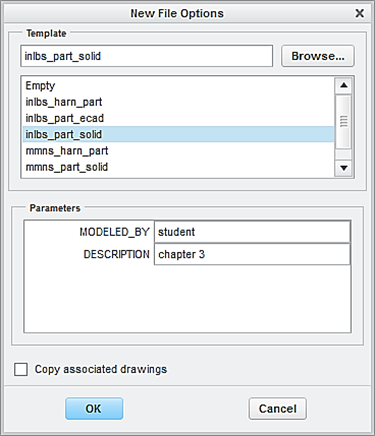 New File Options
Template
inlbs_part_solid
Browse...
Empty
inlbs_harn_part
inlbs_part_ecad
inlbs_part_solid
mmns_harn_part
mmns_part_solid
Parameters
MODELED_BY student
DESCRIPTION chapter 3
Copy associated drawings
OK Cancel